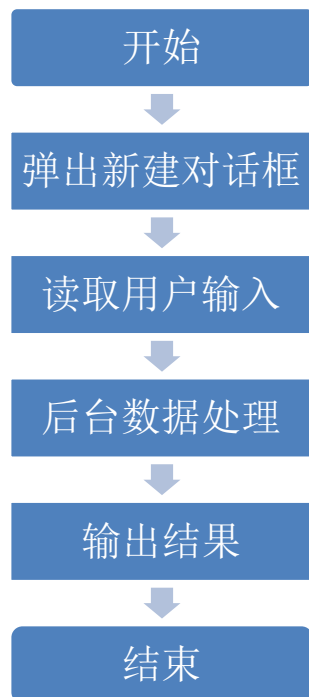 开始
弹出新建对话框
读取用户输入
后台数据处理
输出结果
结束